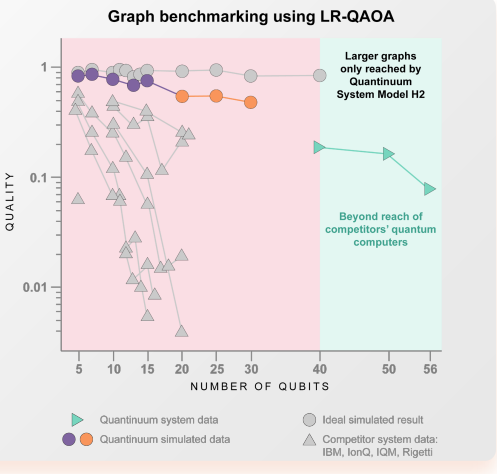 Graph benchmarking using LR-QAOA
Larger graphs
only reached by
Quantinuum
System Model H2
1
0.1
0.01
QUALITY
Beyond reach of
competitors' quantum
computers
5 10 15 20 25 30 40 50 56
NUMBER OF QUBITS
Quantinuum system data
Ideal simulated result
Quantinuum simulated data
Competitor system data:
IBM, IonQ, IQM, Rigetti